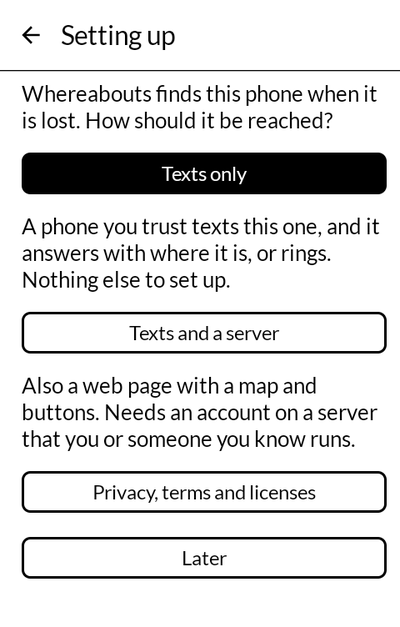 Setting up
Whereabouts finds this phone when it
is lost. How should it be reached?
Texts only
A phone you trust texts this one, and it
answers with where it is, or rings.
Nothing else to set up.
Texts and a server
Also a web page with a map and
buttons. Needs an account on a server
that you or someone you know runs.
Privacy, terms and licenses
Later